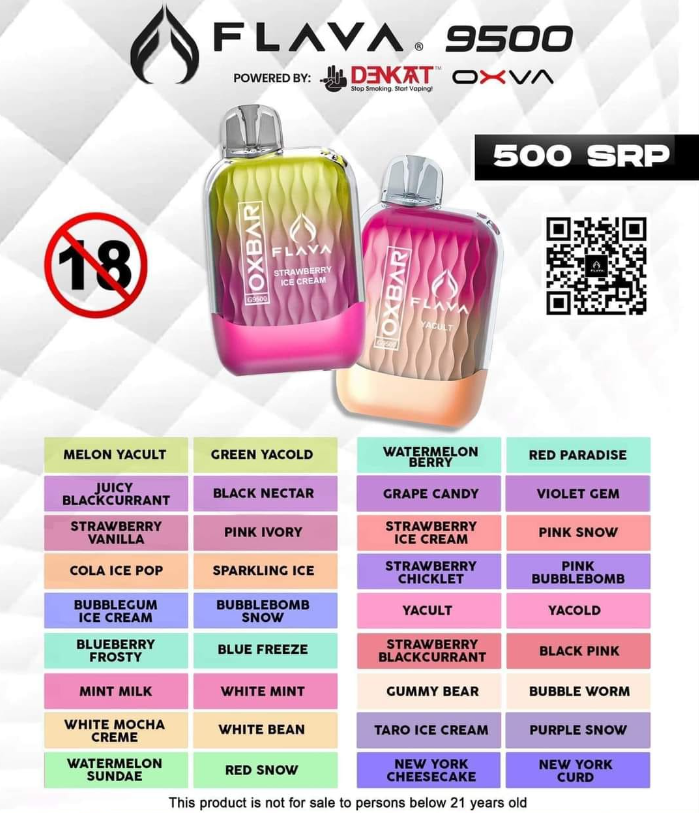 FLAVA® 9500
POWERED BY: DENKAT™ OXVA
Stop Smoking. Start Vaping!
500 SRP
18
OXBAR
G9500
FLAVA
STRAWBERRY
ICE CREAM
OXBAR
FLAVA
YACULT
FLAVA
MELON YACULT GREEN YACOLD
JUICY
BLACKCURRANT BLACK NECTAR
STRAWBERRY
VANILLA PINK IVORY
COLA ICE POP SPARKLING ICE
BUBBLEGUM
ICE CREAM BUBBLEBOMB
SNOW
BLUEBERRY
FROSTY BLUE FREEZE
MINT MILK WHITE MINT
WHITE MOCHA
CREME WHITE BEAN
WATERMELON
SUNDAE RED SNOW
WATERMELON
BERRY RED PARADISE
GRAPE CANDY VIOLET GEM
STRAWBERRY
ICE CREAM PINK SNOW
STRAWBERRY
CHICKLET PINK
BUBBLEBOMB
YACULT YACOLD
STRAWBERRY
BLACKCURRANT BLACK PINK
GUMMY BEAR BUBBLE WORM
TARO ICE CREAM PURPLE SNOW
NEW YORK
CHEESECAKE NEW YORK
CURD
This product is not for sale to persons below 21 years old